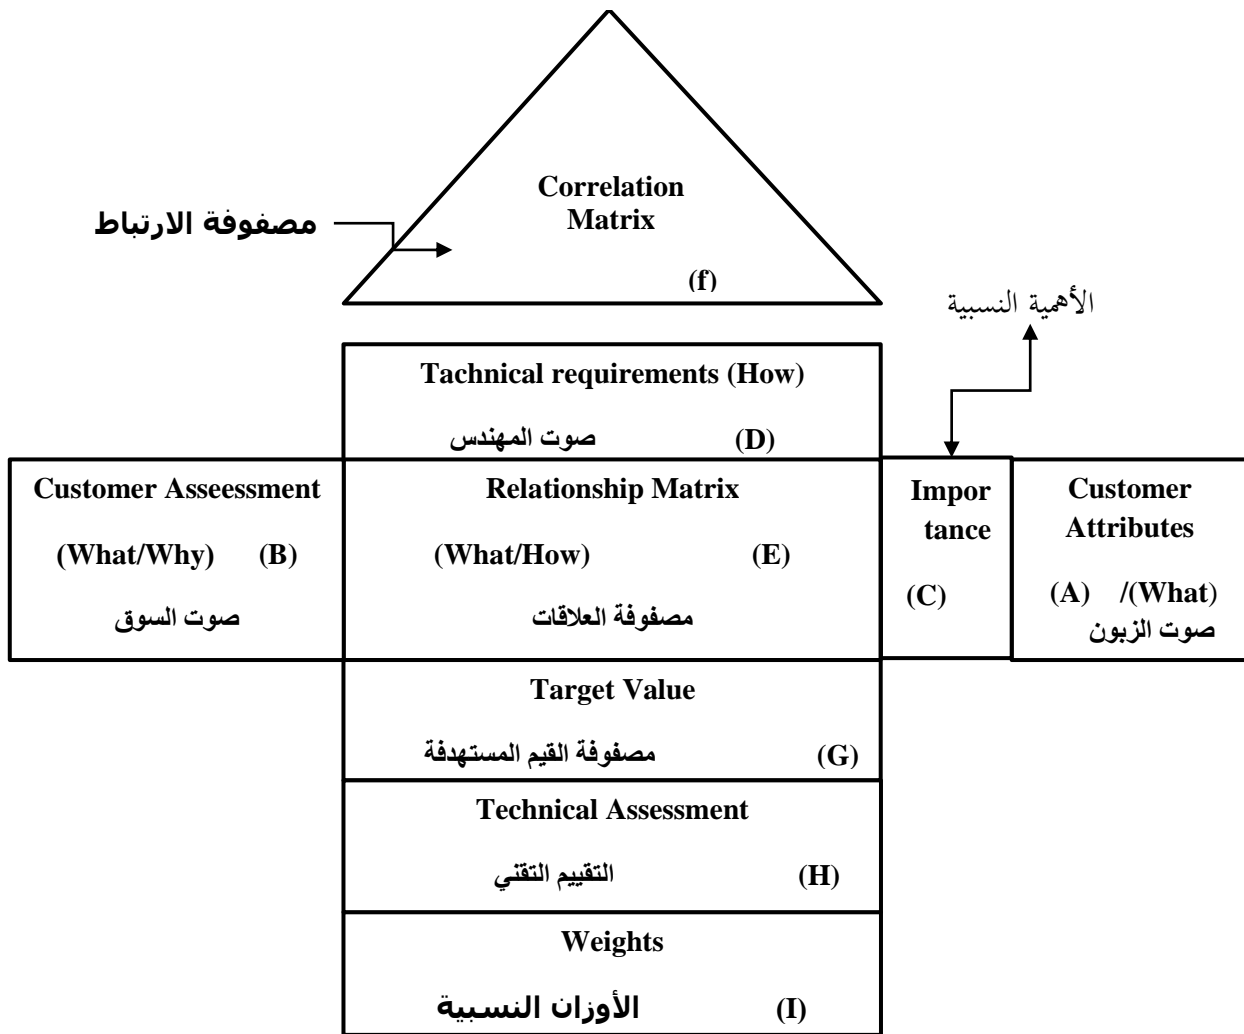 Correlation
Matrix
مصفوفة الارتباط
(f)
الأهمية النسبية
Tachnical requirements (How)
صوت المهندس (D)
Customer Asseessment
(What/Why) (B)
صوت السوق
Relationship Matrix
(What/How) (E)
مصفوفة العلاقات
Impor
tance
(C)
Customer
Attributes
(A) /(What)
صوت الزبون
Target Value
مصفوفة القيم المستهدفة (G)
Technical Assessment
التقييم التقني (H)
Weights
الأوزان النسبية (I)